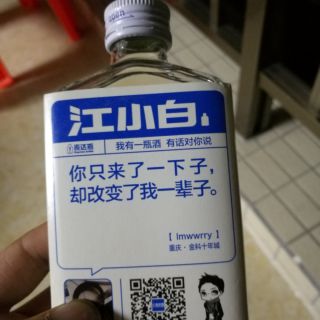 open
江小白
表达瓶
我有一瓶酒 有话对你说
你只来了一下子，
却改变了我一辈子。
【 imwwrry 】
重庆·金科十年城